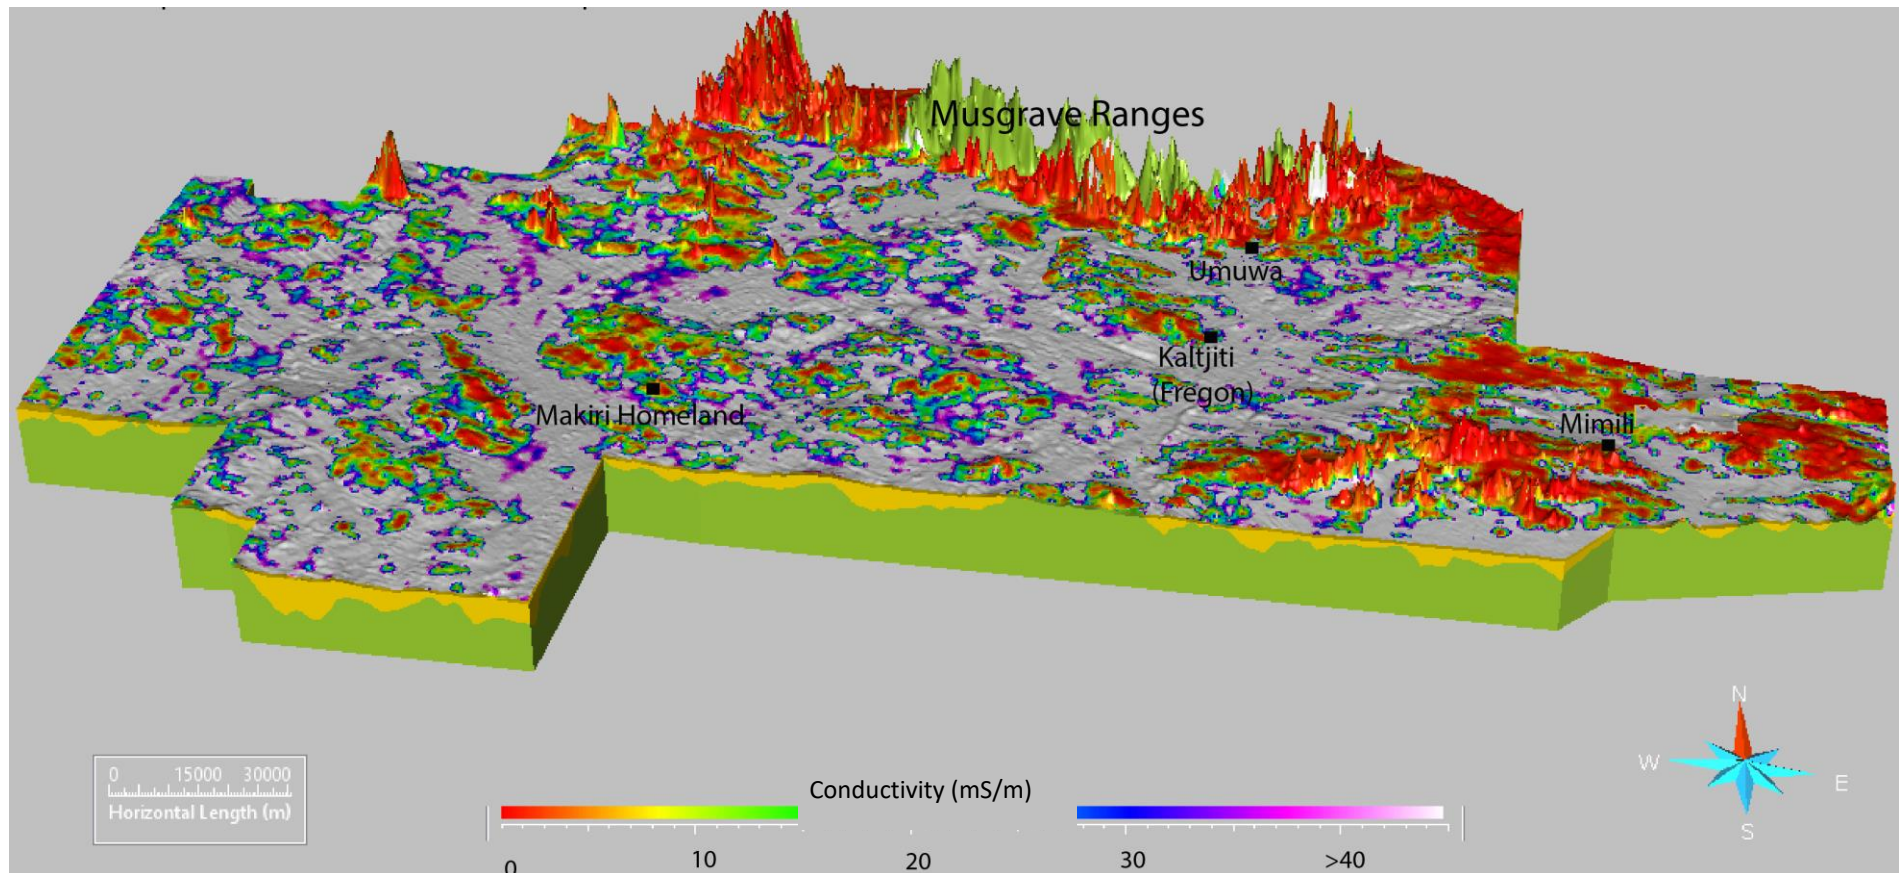 Musgrave Ranges
Umuwa
Kaltjiti
(Fregon)
Makiri Homeland
Mimili
N
W
E
S
0 15000 30000
Horizontal Length (m)
Conductivity (mS/m)
0 10 20 30 >40